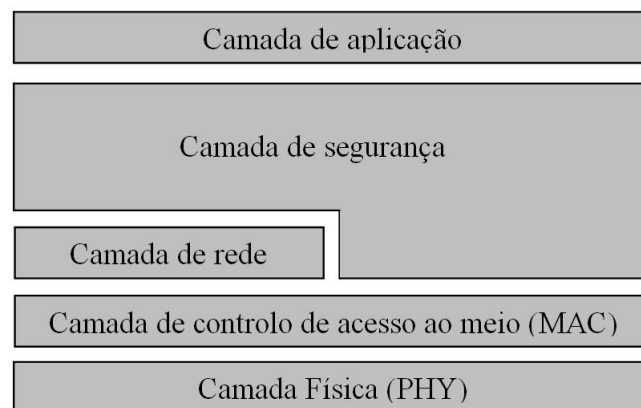 Camada de aplicação
Camada de segurança
Camada de rede
Camada de controlo de acesso ao meio (MAC)
Camada Física (PHY)